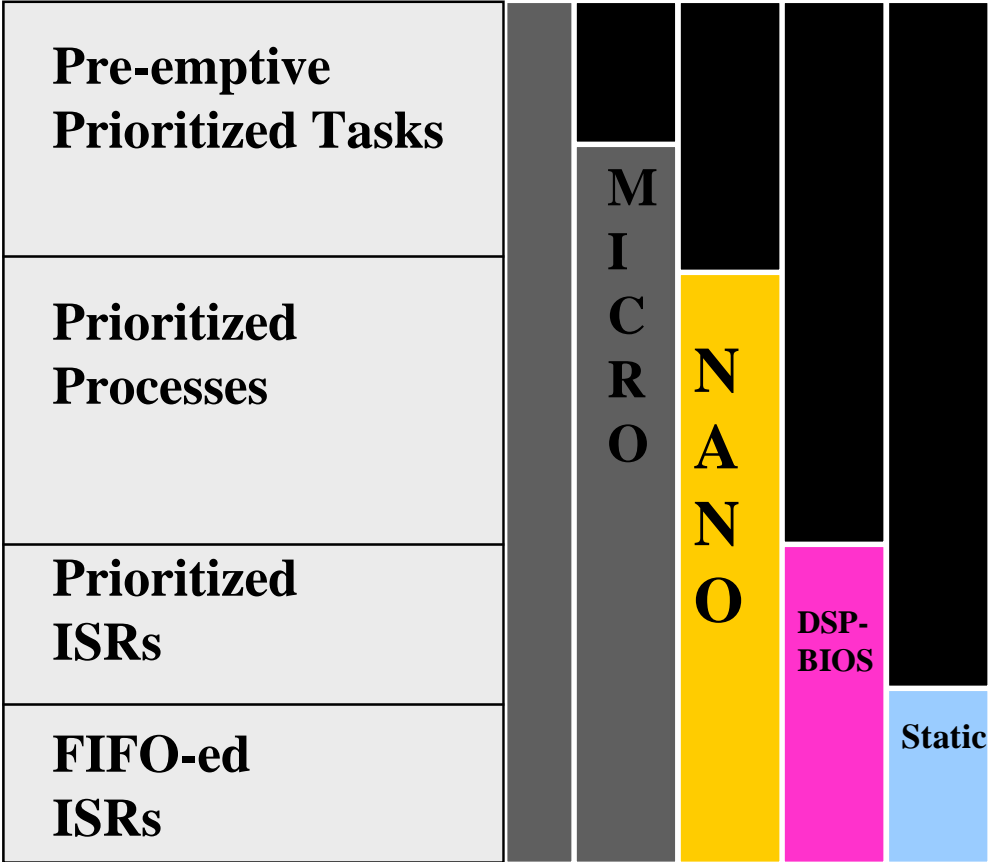 Pre-emptive
Prioritized Tasks
Prioritized
Processes
Prioritized
ISRs
FIFO-ed
ISRs
M
I
C
R
O
N
A
N
O
DSP-
BIOS
Static